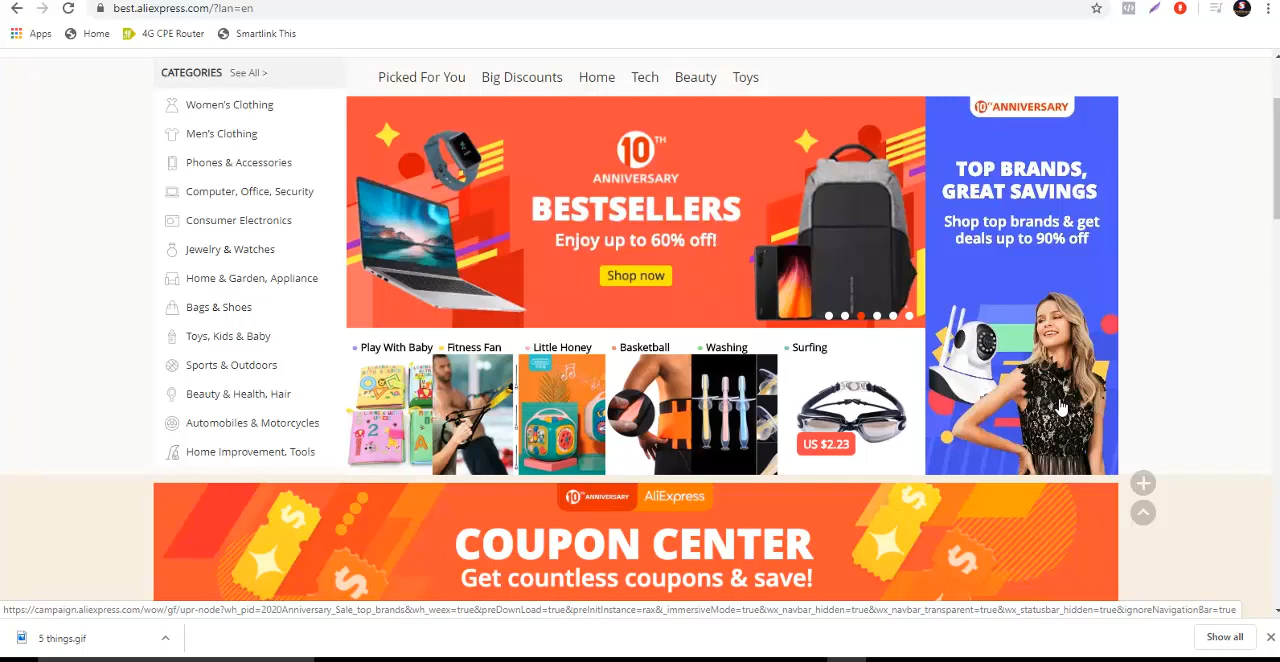 best.aliexpress.com/?lan=en
Apps
Home
4G CPE Router
Smartlink This
CATEGORIES See All >
Picked For You Big Discounts Home Tech Beauty Toys
Women's Clothing
Men's Clothing
Phones & Accessories
Computer, Office, Security
Consumer Electronics
Jewelry & Watches
Home & Garden, Appliance
Bags & Shoes
Toys, Kids & Baby
Sports & Outdoors
Beauty & Health, Hair
Automobiles & Motorcycles
Home Improvement, Tools
10TH
ANNIVERSARY
BESTSELLERS
Enjoy up to 60% off!
Shop now
10TH ANNIVERSARY
TOP BRANDS,
GREAT SAVINGS
Shop top brands & get
deals up to 90% off
Play With Baby
Fitness Fan
Little Honey
Basketball
Washing
Surfing
US $2.23
10TH ANNIVERSARY AliExpress
COUPON CENTER
Get countless coupons & save!
https://campaign.aliexpress.com/wow/gf/upr-node?wh_pid=2020Anniversary_Sale_top_brands&wh_weex=true&preDownLoad=true&preInitInstance=rax&_immersiveMode=true&wx_navbar_hidden=true&wx_navbar_transparent=true&wx_statusbar_hidden=true&ignoreNavigationBar=true
5 things.gif
Show all